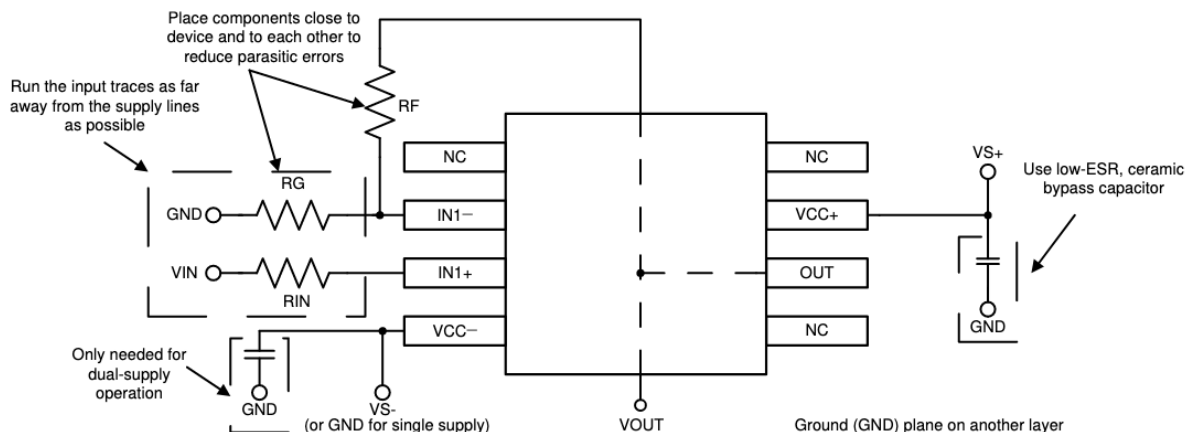 Place components close to
device and to each other to
reduce parasitic errors
Run the input traces as far
away from the supply lines
as possible
RF
NC
NC
VS+
Use low-ESR, ceramic
bypass capacitor
RG
GND
IN1−
VCC+
VIN
IN1+
OUT
RIN
VCC−
NC
GND
Only needed for
dual-supply
operation
GND
VS-
(or GND for single supply)
VOUT
Ground (GND) plane on another layer